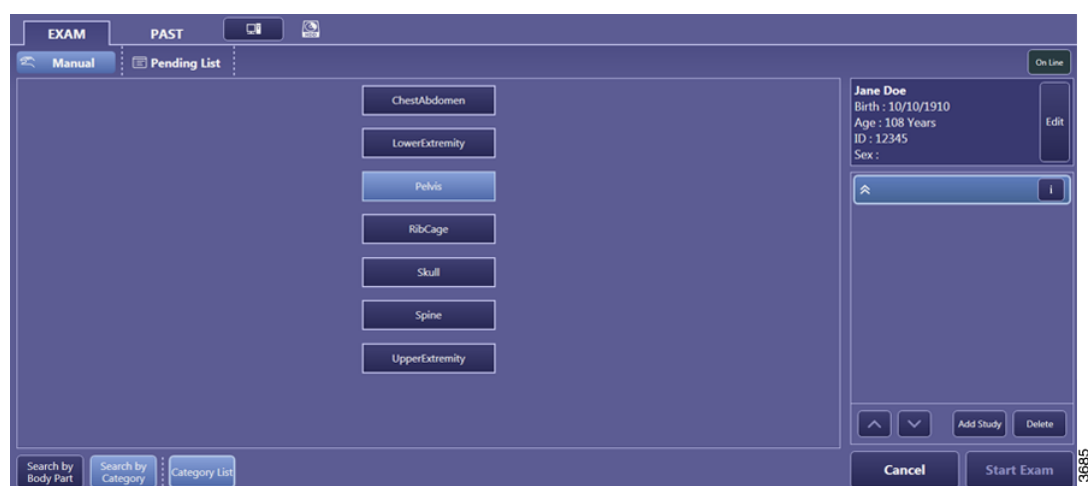 EXAM PAST
Manual Pending List On Line
ChestAbdomen
LowerExtremity
Pelvis
RibCage
Skull
Spine
UpperExtremity
Jane Doe
Birth : 10/10/1910
Age : 108 Years
ID : 12345
Sex :
Edit
i
Add Study Delete
Search by
Body Part
Search by
Category
Category List
Cancel Start Exam
3685